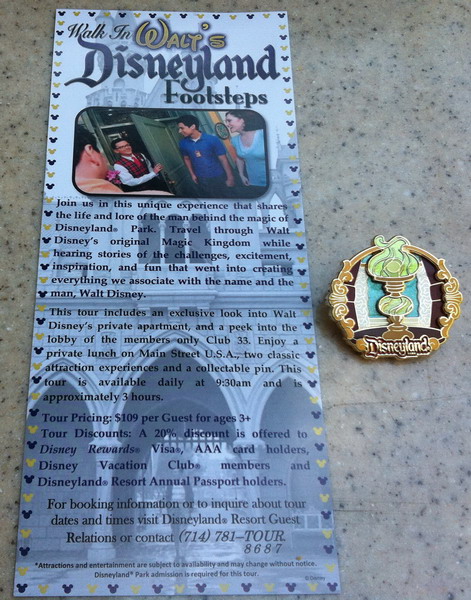 Walk In Walt's
Disneyland
Footsteps
Join us in this unique experience that shares
the life and lore of the man behind the magic of
Disneyland® Park. Travel through Walt
Disney's original Magic Kingdom while
hearing stories of the challenges, excitement,
inspiration, and fun that went into creating
everything we associate with the name and the
man, Walt Disney.
This tour includes an exclusive look into Walt
Disney's private apartment, and a peek into the
lobby of the members only Club 33. Enjoy a
private lunch on Main Street U.S.A., two classic
attraction experiences and a collectable pin. This
tour is available daily at 9:30am and is
approximately 3 hours.
Tour Pricing: $109 per Guest for ages 3+
Tour Discounts: A 20% discount is offered to
Disney Rewards® Visa®, AAA card holders,
Disney Vacation Club® members and
Disneyland® Resort Annual Passport holders.
For booking information or to inquire about tour
dates and times visit Disneyland® Resort Guest
Relations or contact (714) 781-TOUR
8687
*Attractions and entertainment are subject to availability and may change without notice.
Disneyland® Park admission is required for this tour.
©Disney
Disneyland